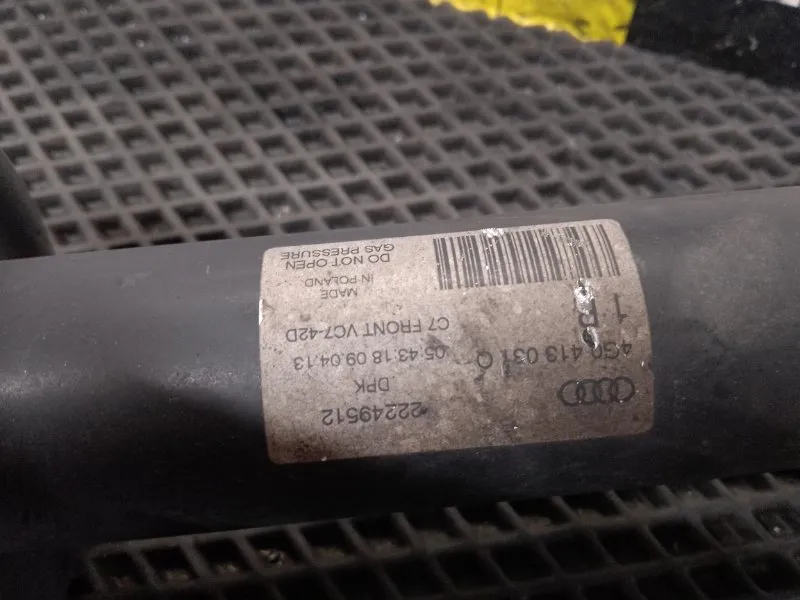 22249512
DPK
05 43 18 09.04.13
4G0 413 031 Q
C7 FRONT VC7-42D
1 B
MADE
IN POLAND
DO NOT OPEN
GAS PRESSURE